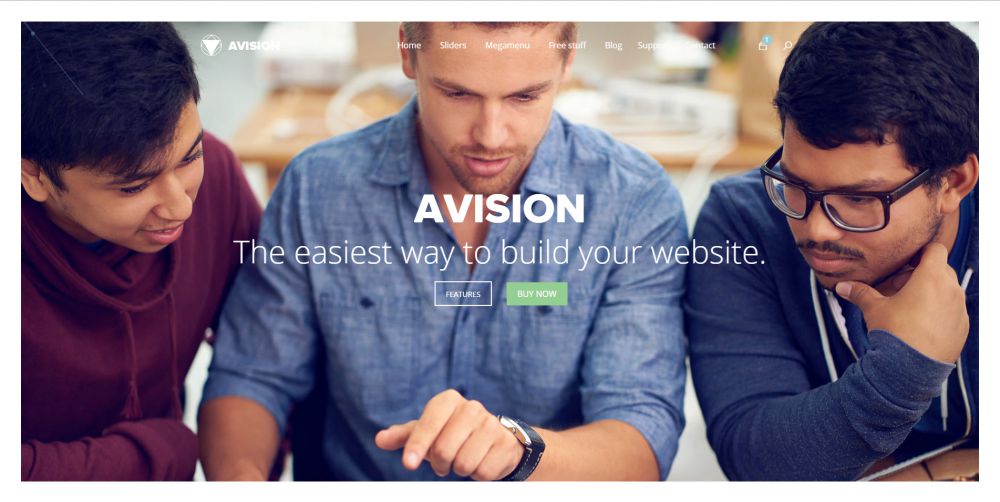 AVISION
Home Sliders Megamenu Free stuff Blog Support Contact
1
AVISION
The easiest way to build your website.
FEATURES BUY NOW